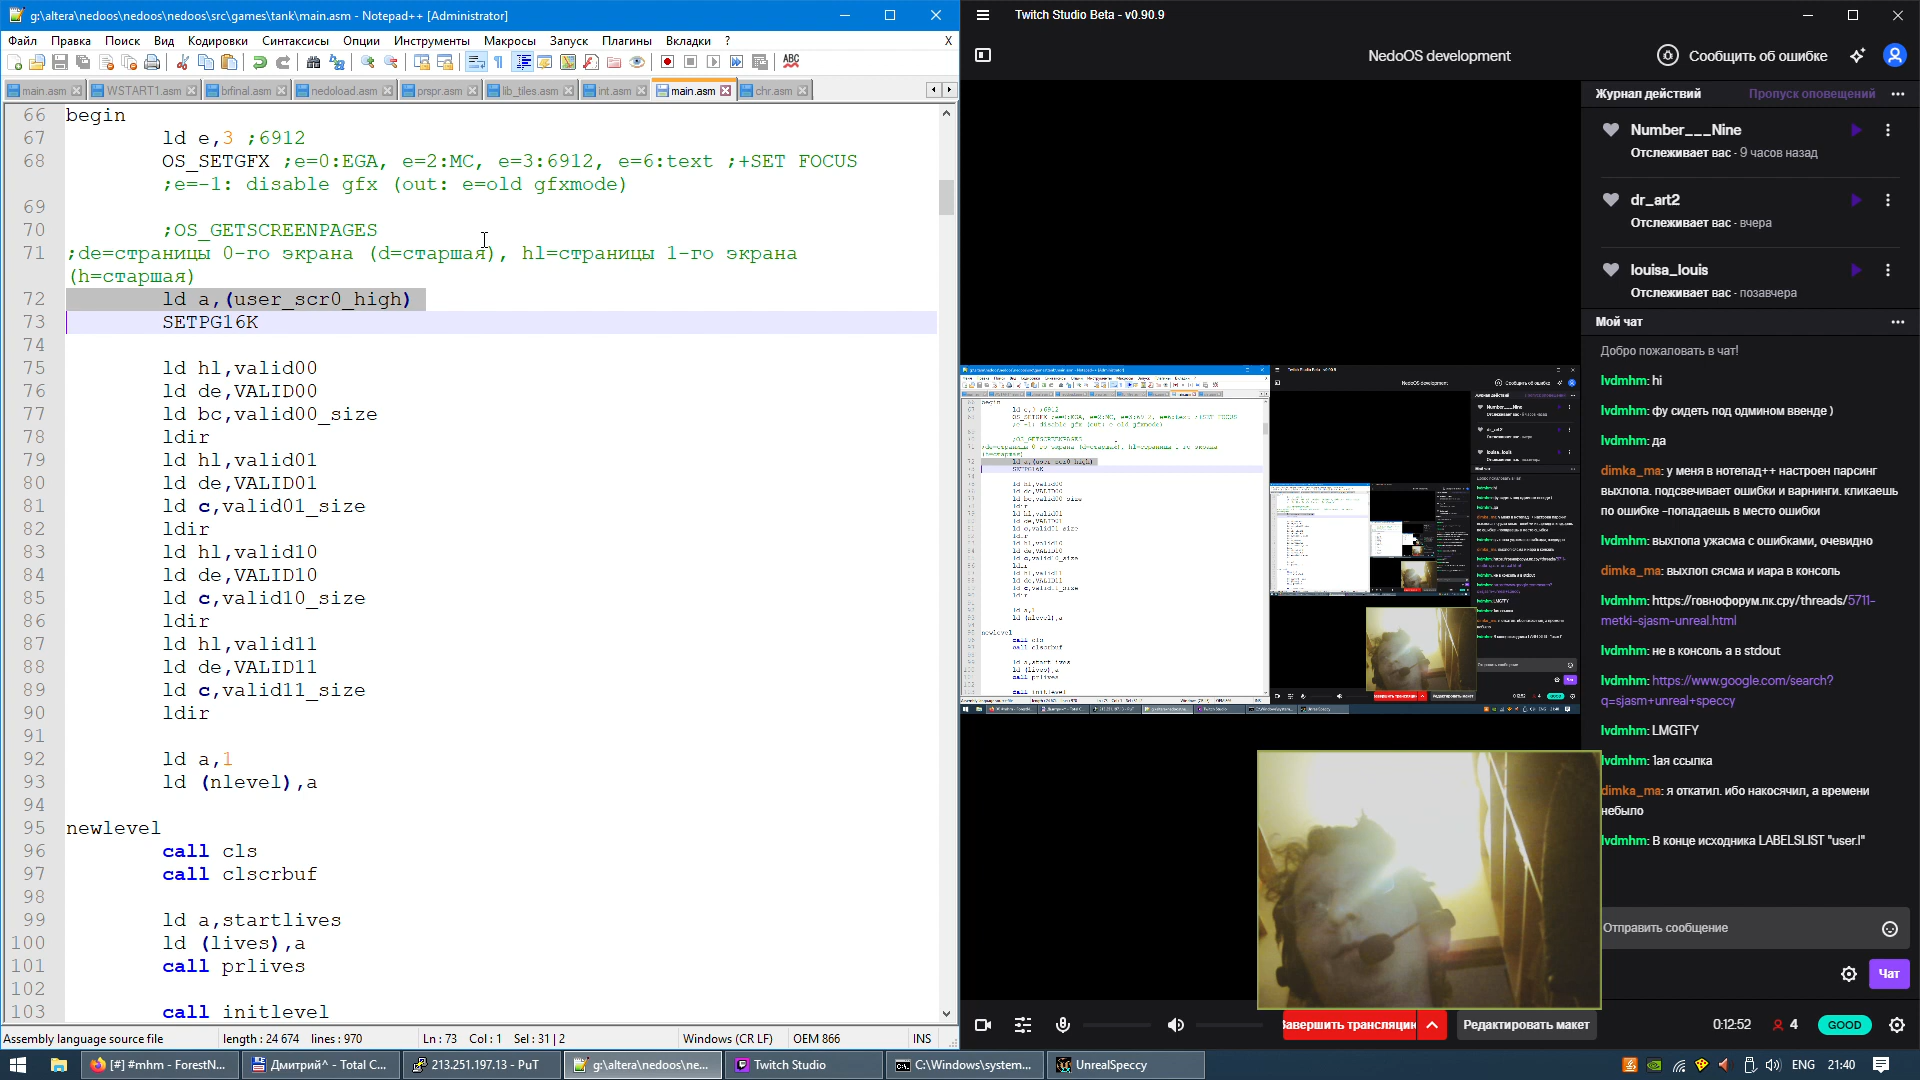 g:\altera\nedoos\nedoos\nedoos\src\games\tank\main.asm - Notepad++ [Administrator]
Файл Правка Поиск Вид Кодировки Синтаксисы Опции Инструменты Макросы Запуск Плагины Вкладки ? X
main.asm WSTART1.asm brfinal.asm nedoload.asm prspr.asm lib_tiles.asm int.asm main.asm chr.asm
66 begin
67 ld e,3 ;6912
68 OS_SETGFX ;e=0:EGA, e=2:MC, e=3:6912, e=6:text ;+SET FOCUS
;e=-1: disable gfx (out: e=old gfxmode)
69
70 ;OS_GETSCREENPAGES
71 ;de=страницы 0-го экрана (d=старшая), hl=страницы 1-го экрана
(h=старшая)
72 ld a,(user_scr0_high)
73 SETPG16K
74
75 ld hl,valid00
76 ld de,VALID00
77 ld bc,valid00_size
78 ldir
79 ld hl,valid01
80 ld de,VALID01
81 ld c,valid01_size
82 ldir
83 ld hl,valid10
84 ld de,VALID10
85 ld c,valid10_size
86 ldir
87 ld hl,valid11
88 ld de,VALID11
89 ld c,valid11_size
90 ldir
91
92 ld a,1
93 ld (nlevel),a
94
95 newlevel
96 call cls
97 call clscrbuf
98
99 ld a,startlives
100 ld (lives),a
101 call prlives
102
103 call initlevel
Assembly language source file length : 24 674 lines : 970 Ln : 73 Col : 1 Sel : 31 | 2 Windows (CR LF) OEM 866 INS
Twitch Studio Beta - v0.90.9
NedoOS development
Сообщить об ошибке
Журнал действий Пропуск оповещений
Number___Nine
Отслеживает вас - 9 часов назад
dr_art2
Отслеживает вас - вчера
louisa_louis
Отслеживает вас - позавчера
Мой чат
Добро пожаловать в чат!
lvdmhm: hi
lvdmhm: фу сидеть под одмином ввенде )
lvdmhm: да
dimka_ma: у меня в нотепад++ настроен парсинг
выхлопа. подсвечивает ошибки и варнинги. кликаешь
по ошибке -попадаешь в место ошибки
lvdmhm: выхлопа ужасма с ошибками, очевидно
dimka_ma: выхлоп сясма и иара в консоль
lvdmhm: https://говнофорум.пк.сру/threads/5711-
metki-sjasm-unreal.html
lvdmhm: не в консоль а в stdout
lvdmhm: https://www.google.com/search?
q=sjasm+unreal+speccy
lvdmhm: LMGTFY
lvdmhm: 1ая ссылка
dimka_ma: я откатил. ибо накосячил, а времени
небыло
lvdmhm: В конце исходника LABELSLIST "user.l"
Отправить сообщение
Чат
Завершить трансляцию Редактировать макет 0:12:52 4 GOOD
[#] #mhm - ForestN... Дмитрий^ - Total C... 213.251.197.13 - PuT g:\altera\nedoos\ne... Twitch Studio C:\Windows\system... UnrealSpeccy ENG 21:40